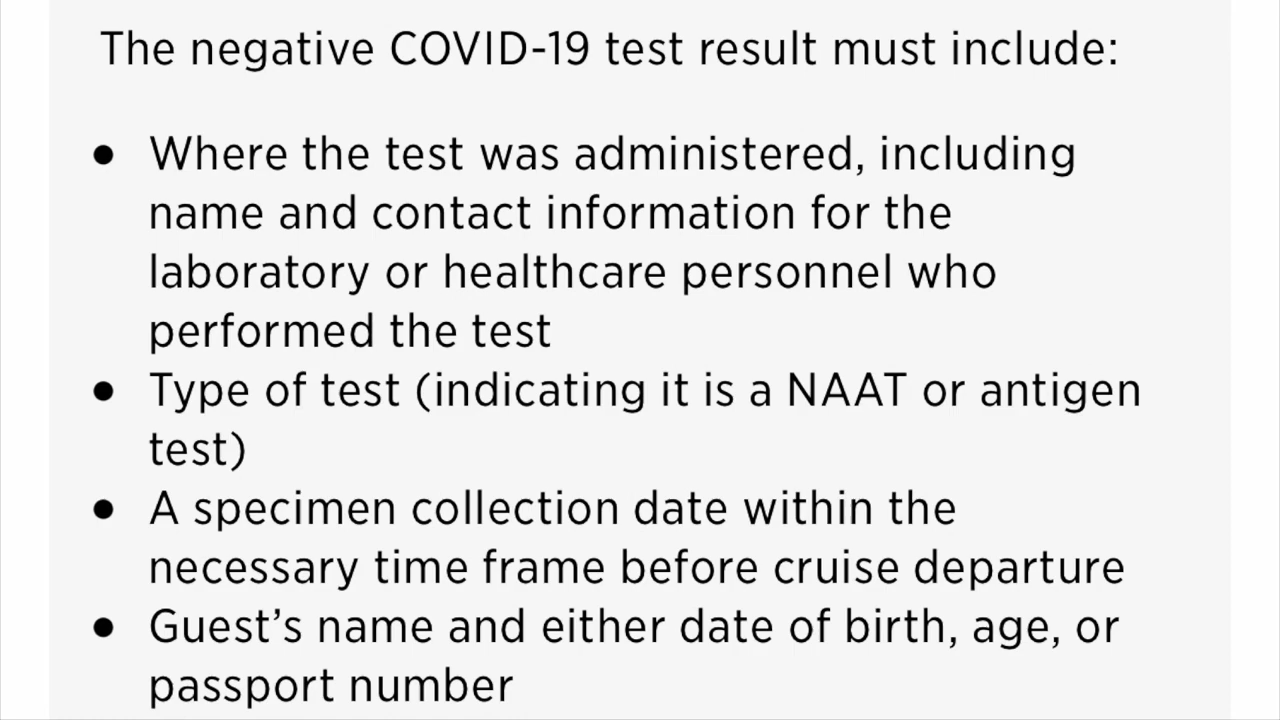 The negative COVID-19 test result must include:
● Where the test was administered, including
name and contact information for the
laboratory or healthcare personnel who
performed the test
● Type of test (indicating it is a NAAT or antigen
test)
● A specimen collection date within the
necessary time frame before cruise departure
● Guest’s name and either date of birth, age, or
passport number